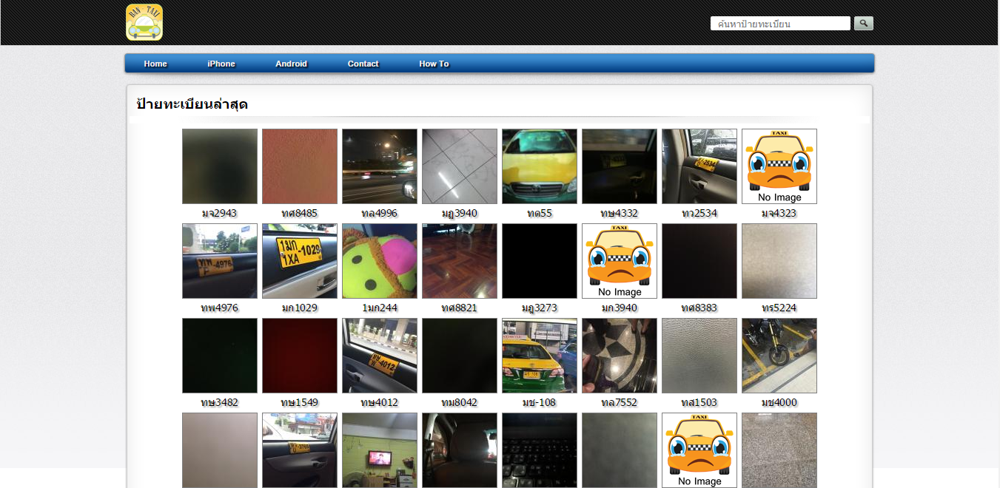 BAN TAXI
ค้นหาป้ายทะเบียน
Home iPhone Android Contact How To
ป้ายทะเบียนล่าสุด
2534
TAXI
No Image
มจ2943 ทศ8485 ทล4996 มฎ3940 ทด55 ทษ4332 ทว2534 มจ4323
ทพ -4976
1มก -1029
1XA
TAXI
No Image
ทพ4976 มก1029 1มก244 ทศ8821 มฎ3273 มก3940 ทศ8383 ทร5224
4012
ทษ3482 ทษ1549 ทษ4012 ทม8042 มช-108 ทล7552 ทส1503 มช4000
TAXI
No Image